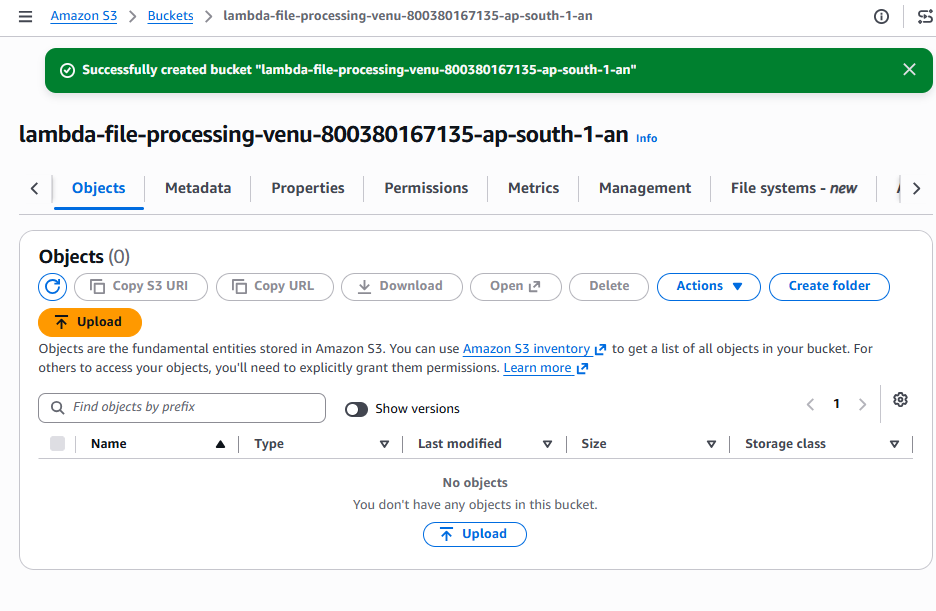 Amazon S3 > Buckets > lambda-file-processing-venu-800380167135-ap-south-1-an
Successfully created bucket "lambda-file-processing-venu-800380167135-ap-south-1-an"
lambda-file-processing-venu-800380167135-ap-south-1-an Info
Objects Metadata Properties Permissions Metrics Management File systems - new
Objects (0)
Copy S3 URI Copy URL Download Open Delete Actions Create folder
Upload
Objects are the fundamental entities stored in Amazon S3. You can use Amazon S3 inventory to get a list of all objects in your bucket. For
others to access your objects, you'll need to explicitly grant them permissions. Learn more
Find objects by prefix Show versions 1
Name Type Last modified Size Storage class
No objects
You don't have any objects in this bucket.
Upload